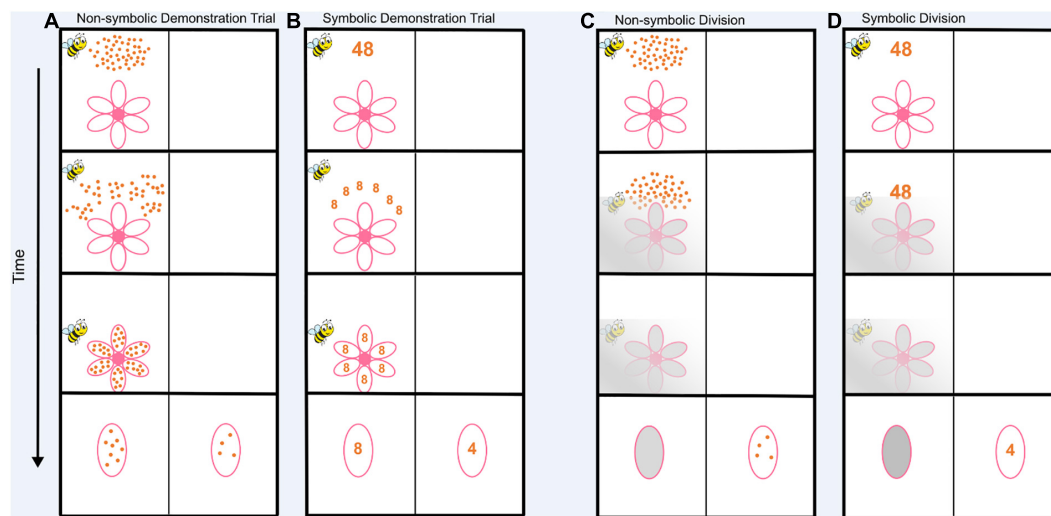 A Non-symbolic Demonstration Trial
B Symbolic Demonstration Trial
C Non-symbolic Division
D Symbolic Division
Time
48
48
8 8 8 8 8 8
48
8 8 8 8 8 8
8
4
4